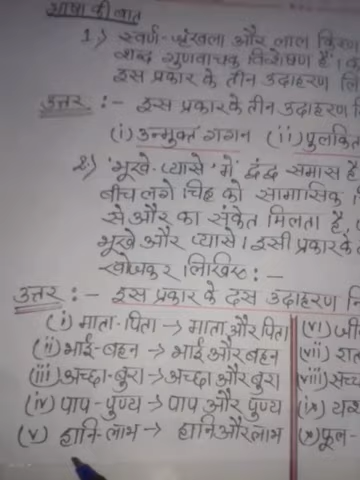 भाषा की बात
1) स्वर्ण-श्रृंखला और लाल किरण
शब्द गुणवाचक विशेषण हैं।
इस प्रकार के तीन उदाहरण
उत्तर :- इस प्रकार के तीन उदाहरण
(i) उन्मुक्त गगन (ii) पुलकित
2) 'भूखे-प्यासे' में द्वंद समास है
बीच लगे चिह्न को सामासिक
से और का संकेत मिलता है,
भूखे और प्यासे। इसी प्रकार के
खोजकर लिखिए :-
उत्तर :- इस प्रकार के दस उदाहरण
(i) माता-पिता → माता और पिता (vi)
(ii) भाई-बहन → भाई और बहन (vii)
(iii) अच्छा-बुरा → अच्छा और बुरा (viii)
(iv) पाप-पुण्य → पाप और पुण्य (ix)
(v) हानि-लाभ → हानि और लाभ (x) फूल-